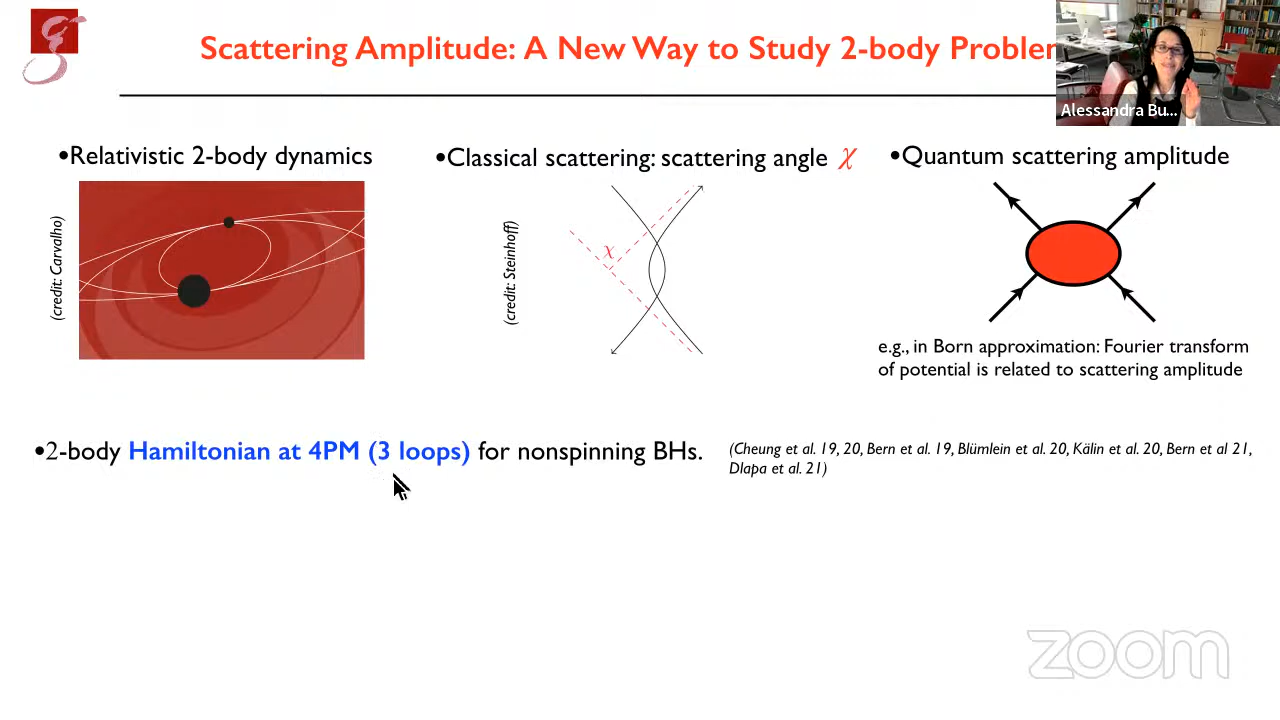 Scattering Amplitude: A New Way to Study 2-body Problem
Alessandra Bu...
•Relativistic 2-body dynamics
(credit: Carvalho)
•Classical scattering: scattering angle χ
(credit: Steinhoff)
χ
•Quantum scattering amplitude
e.g., in Born approximation: Fourier transform
of potential is related to scattering amplitude
•2-body Hamiltonian at 4PM (3 loops) for nonspinning BHs.
(Cheung et al. 19, 20, Bern et al. 19, Blümlein et al. 20, Kälin et al. 20, Bern et al 21,
Dlapa et al. 21)
zoom